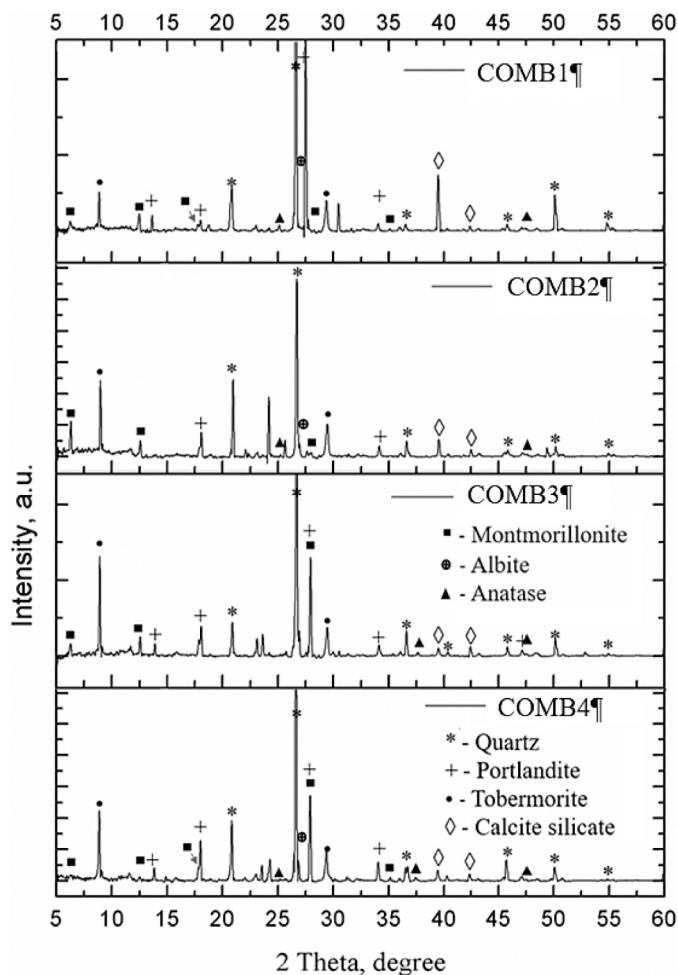 5 10 15 20 25 30 35 40 45 50 55 60
COMB1¶
COMB2¶
COMB3¶
- Montmorillonite
- Albite
- Anatase
COMB4¶
- Quartz
- Portlandite
- Tobermorite
- Calcite silicate
5 10 15 20 25 30 35 40 45 50 55 60
2 Theta, degree
Intensity, a.u.